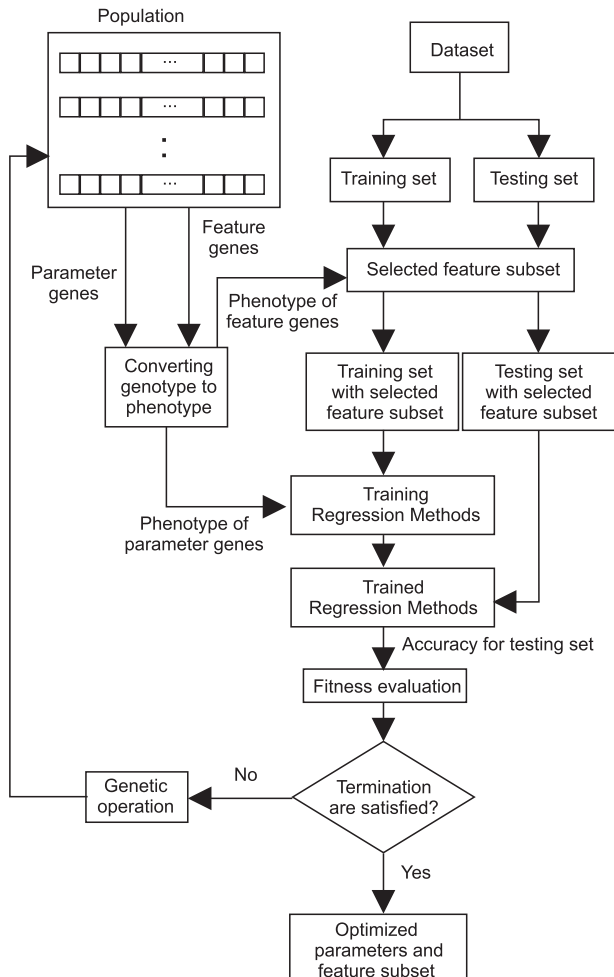 Population
...
...
:
...
Dataset
Training set
Testing set
Feature
genes
Parameter
genes
Selected feature subset
Phenotype of
feature genes
Converting
genotype to
phenotype
Training set
with selected
feature subset
Testing set
with selected
feature subset
Training
Regression Methods
Phenotype of
parameter genes
Trained
Regression Methods
Accuracy for testing set
Fitness evaluation
Termination
are satisfied?
No
Genetic
operation
Yes
Optimized
parameters and
feature subset